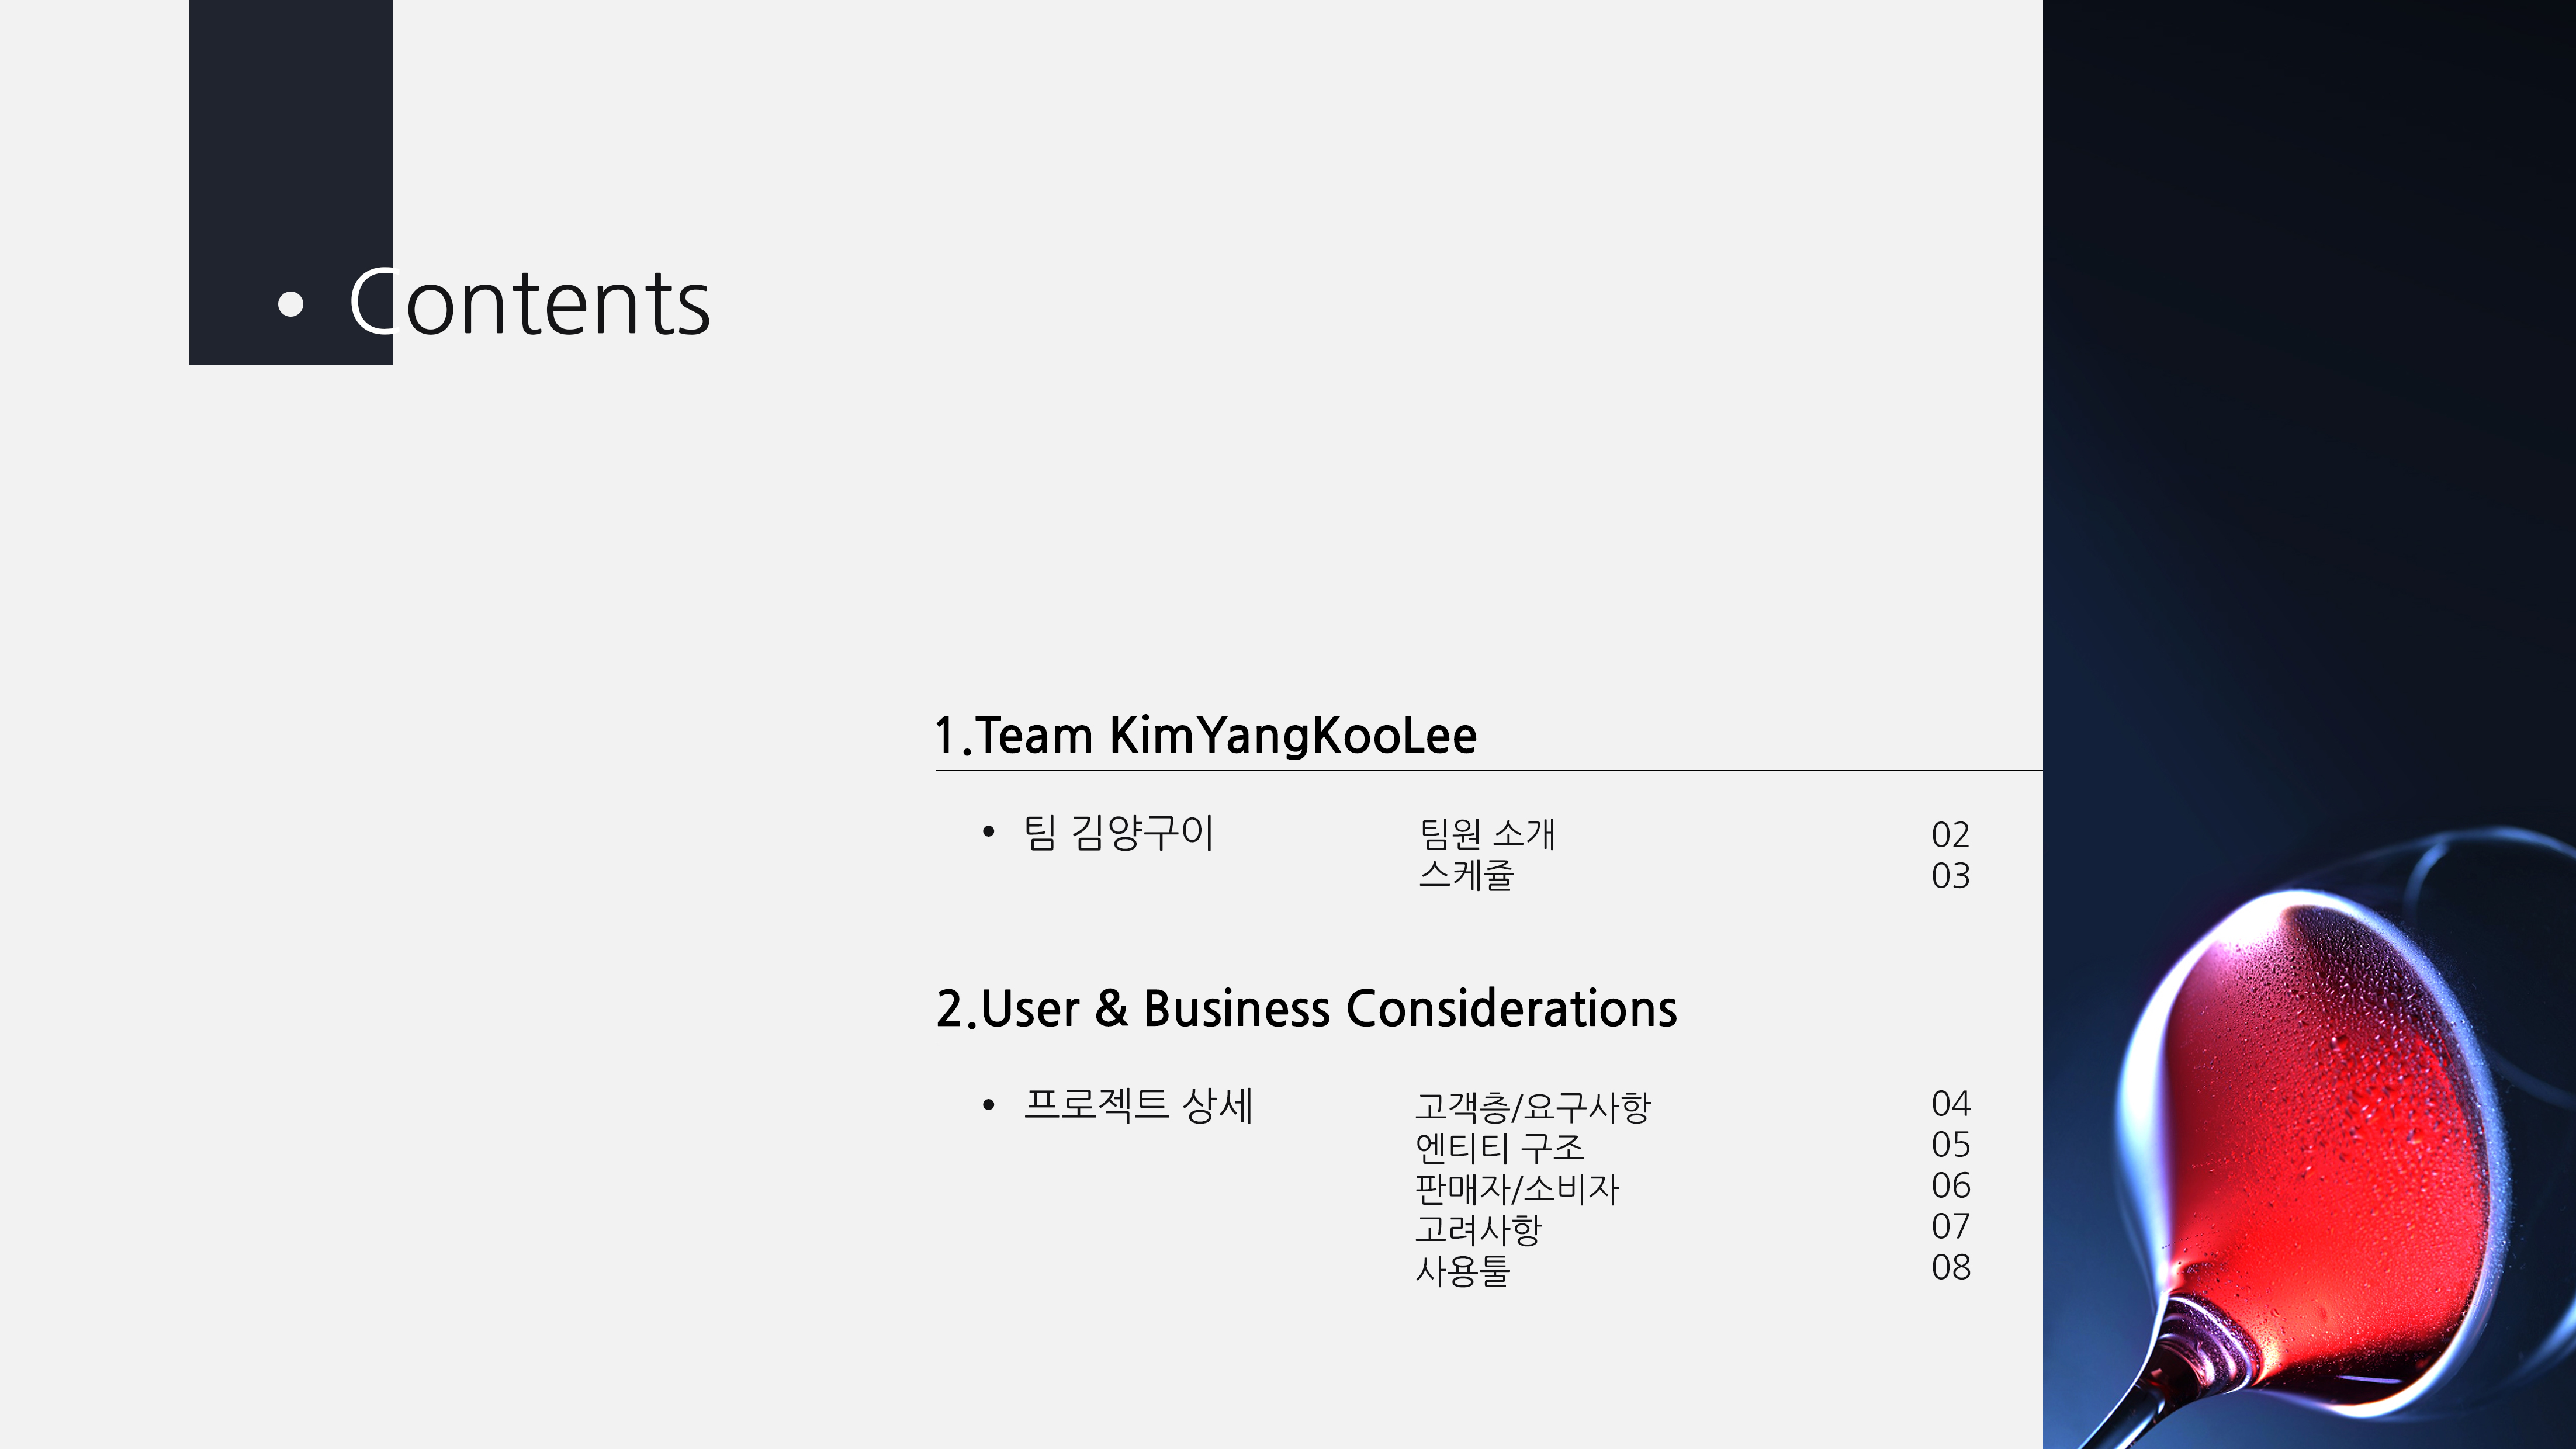 • Contents
1.Team KimYangKooLee
• 팀 김양구이 팀원 소개 02
스케쥴 03
2.User & Business Considerations
• 프로젝트 상세 고객층/요구사항 04
엔티티 구조 05
판매자/소비자 06
고려사항 07
사용툴 08